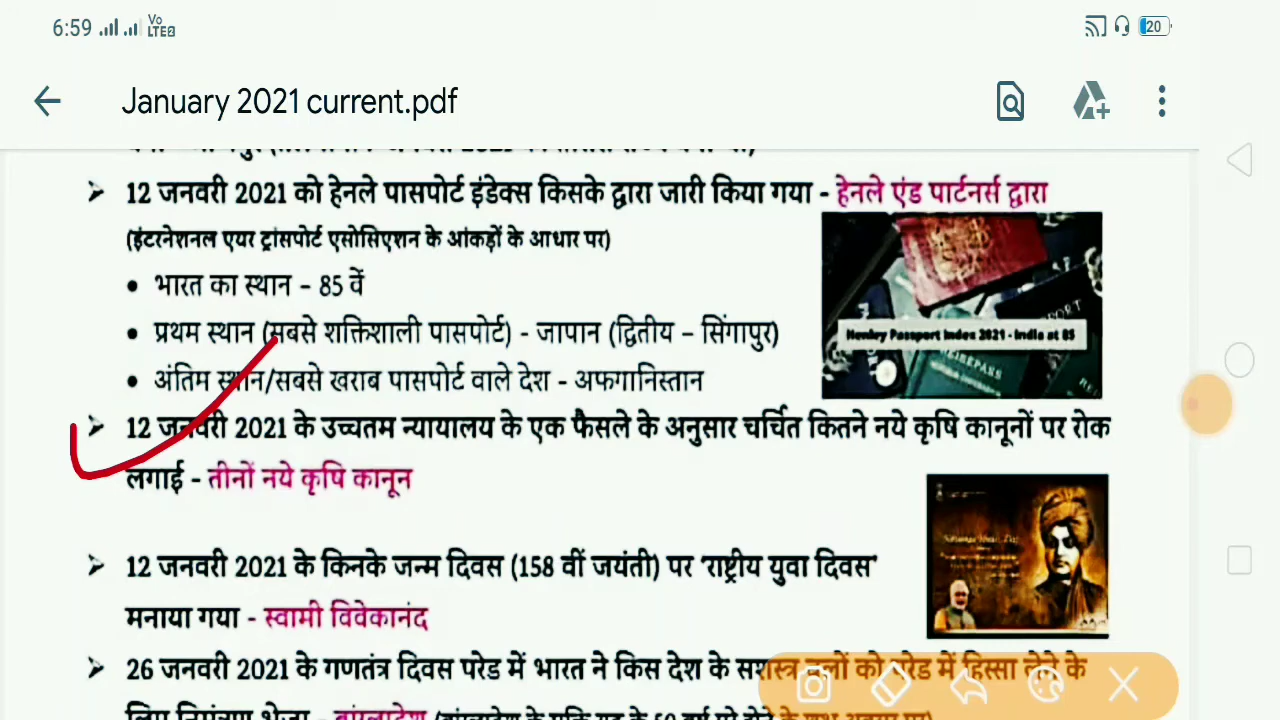 6:59
Vo
LTE2
20
January 2021 current.pdf
➤ 12 जनवरी 2021 को हेनले पासपोर्ट इंडेक्स किसके द्वारा जारी किया गया - हेनले एंड पार्टनर्स द्वारा
(इंटरनेशनल एयर ट्रांसपोर्ट एसोसिएशन के आंकड़ों के आधार पर)
• भारत का स्थान – 85 वें
• प्रथम स्थान (सबसे शक्तिशाली पासपोर्ट) - जापान (द्वितीय – सिंगापुर)
Henley Passport Index 2021 - India at 85
• अंतिम स्थान/सबसे खराब पासपोर्ट वाले देश - अफगानिस्तान
➤ 12 जनवरी 2021 के उच्चतम न्यायालय के एक फैसले के अनुसार चर्चित कितने नये कृषि कानूनों पर रोक
लगाई - तीनों नये कृषि कानून
➤ 12 जनवरी 2021 के किनके जन्म दिवस (158 वीं जयंती) पर 'राष्ट्रीय युवा दिवस'
मनाया गया - स्वामी विवेकानंद
➤ 26 जनवरी 2021 के गणतंत्र दिवस परेड में भारत ने किस देश के सशस्त्र बलों को परेड में हिस्सा लेने के
लिए निमंत्रण भेजा - बांग्लादेश